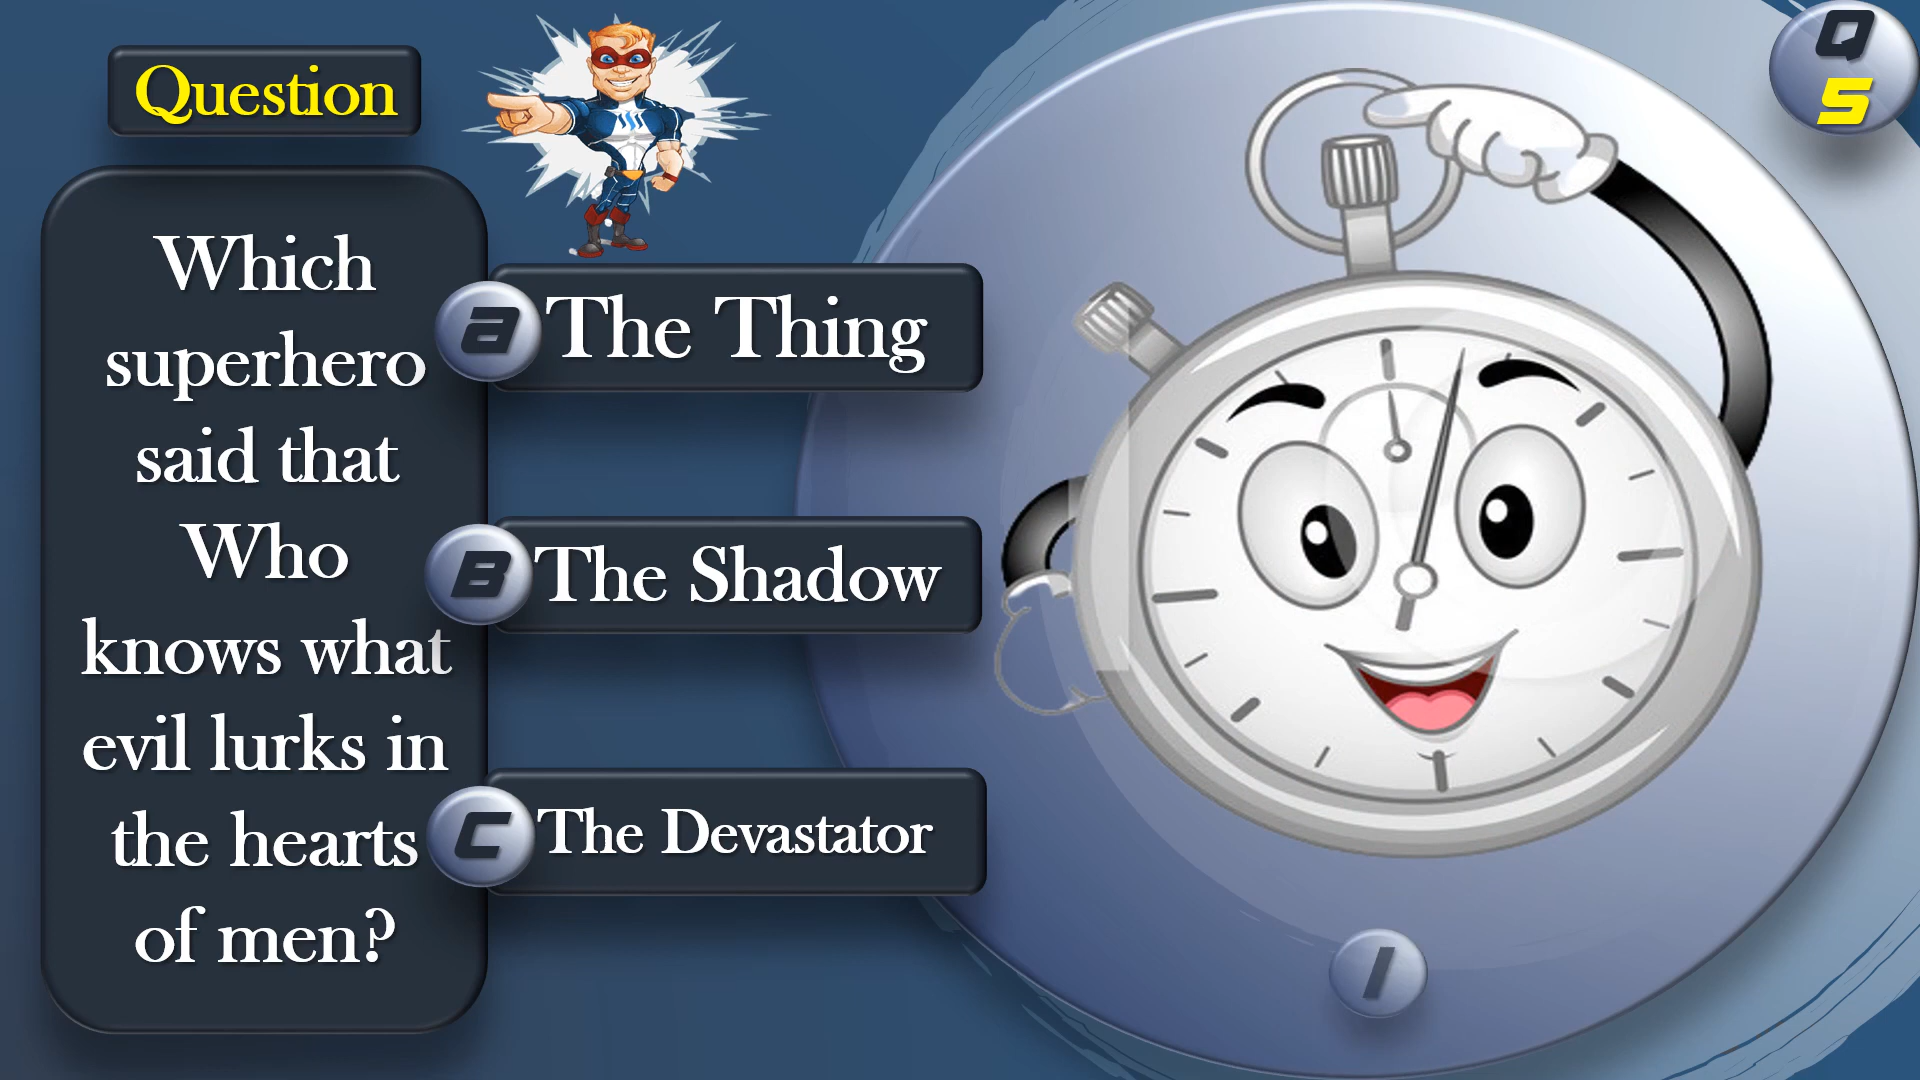 Question
Q
5
Which
superhero
said that
Who
knows what
evil lurks in
the hearts
of men?
a The Thing
B The Shadow
C The Devastator
1